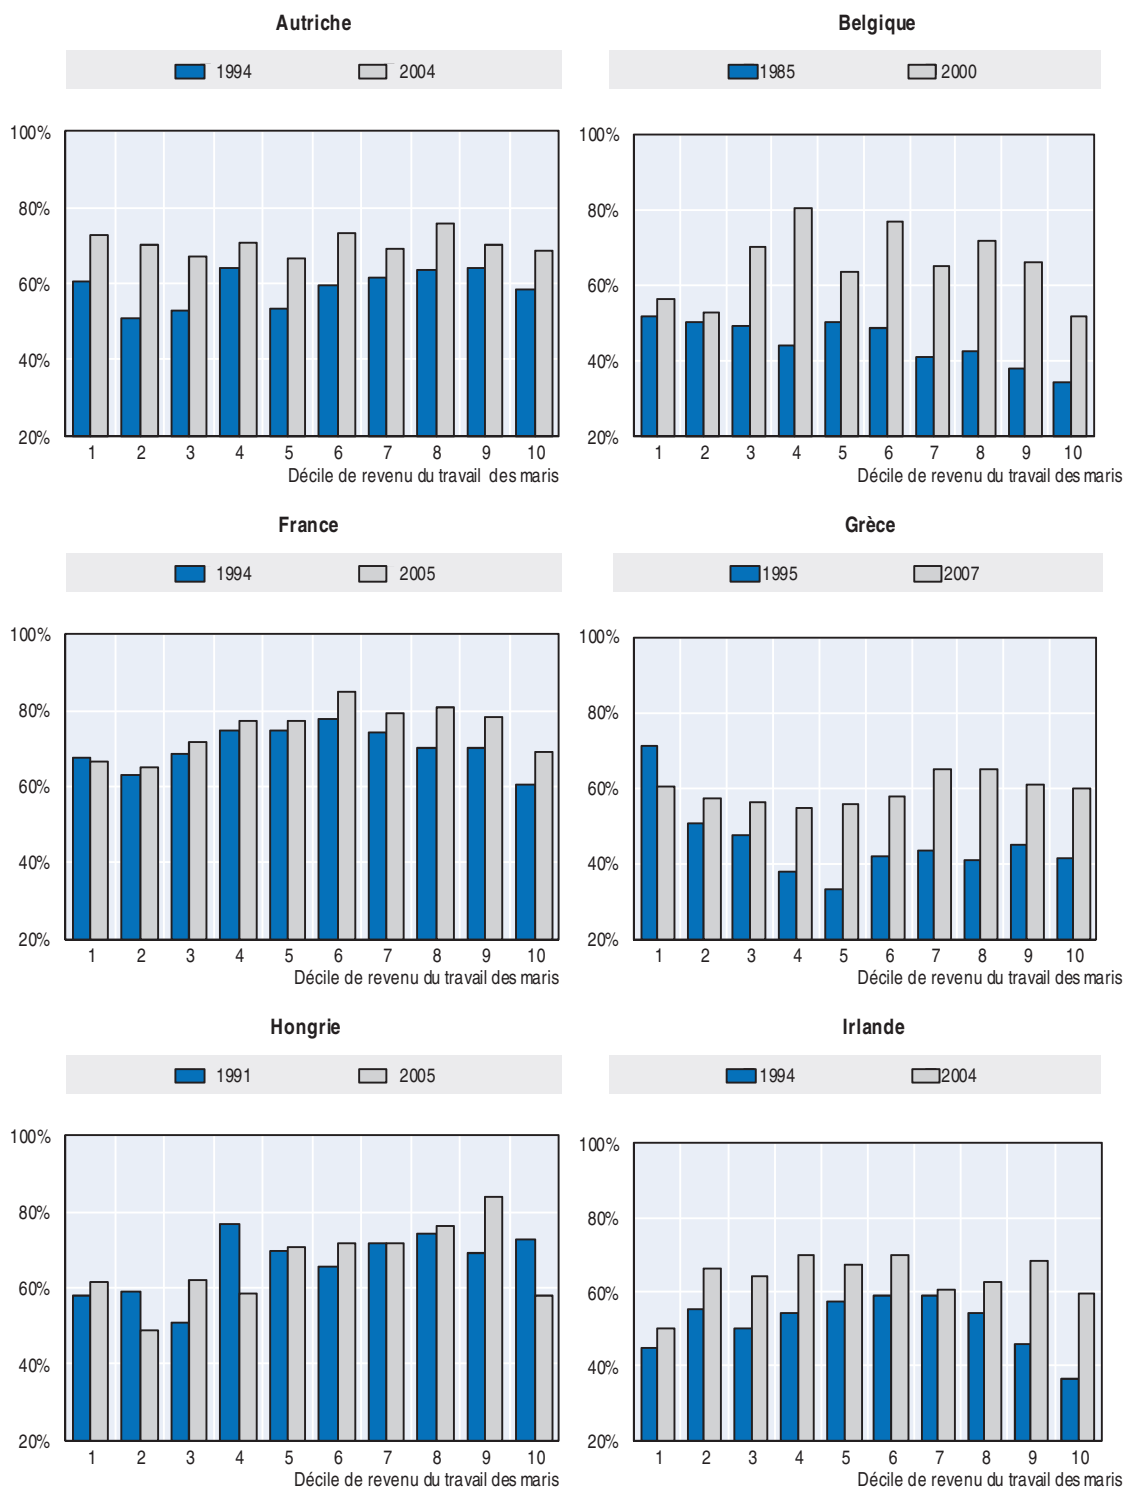 Autriche
1994 2004
100%
80%
60%
40%
20%
1 2 3 4 5 6 7 8 9 10
Décile de revenu du travail des maris
Belgique
1985 2000
100%
80%
60%
40%
20%
1 2 3 4 5 6 7 8 9 10
Décile de revenu du travail des maris
France
1994 2005
100%
80%
60%
40%
20%
1 2 3 4 5 6 7 8 9 10
Décile de revenu du travail des maris
Grèce
1995 2007
100%
80%
60%
40%
20%
1 2 3 4 5 6 7 8 9 10
Décile de revenu du travail des maris
Hongrie
1991 2005
100%
80%
60%
40%
20%
1 2 3 4 5 6 7 8 9 10
Décile de revenu du travail des maris
Irlande
1994 2004
100%
80%
60%
40%
20%
1 2 3 4 5 6 7 8 9 10
Décile de revenu du travail des maris